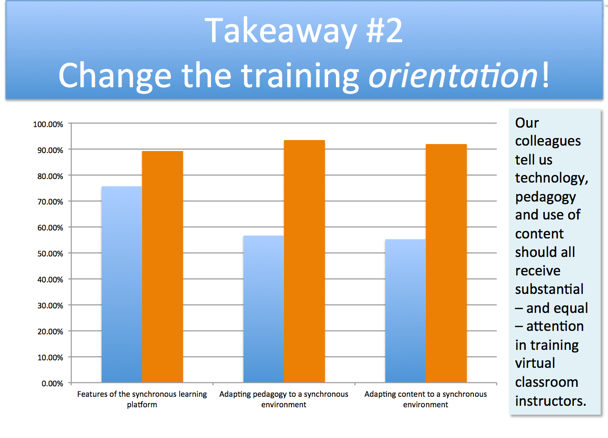 Takeaway #2
Change the training orientation!
100.00%
90.00%
80.00%
70.00%
60.00%
50.00%
40.00%
30.00%
20.00%
10.00%
0.00%
Features of the synchronous learning
platform
Adapting pedagogy to a synchronous
environment
Adapting content to a synchronous
environment
Our
colleagues
tell us
technology,
pedagogy
and use of
content
should all
receive
substantial
– and equal
– attention
in training
virtual
classroom
instructors.